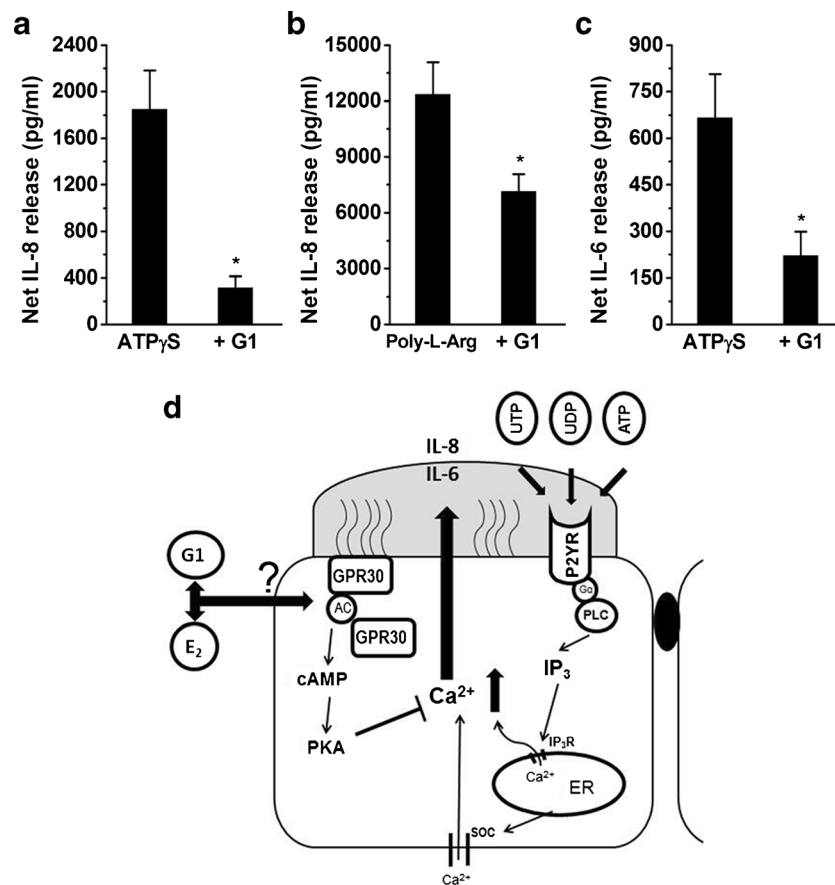 a
Net IL-8 release (pg/ml)
2400
2000
1600
1200
800
400
0
*
ATPγS + G1
b
Net IL-8 release (pg/ml)
15000
12000
9000
6000
3000
0
*
Poly-L-Arg + G1
c
Net IL-6 release (pg/ml)
900
750
600
450
300
150
0
*
ATPγS + G1
d
UTP UDP ATP
IL-8
IL-6
P2YR
G1
?
GPR30
Gα
AC
PLC
E₂
GPR30
IP₃
cAMP
Ca²⁺
PKA
IP₃R
Ca²⁺
ER
SOC
Ca²⁺